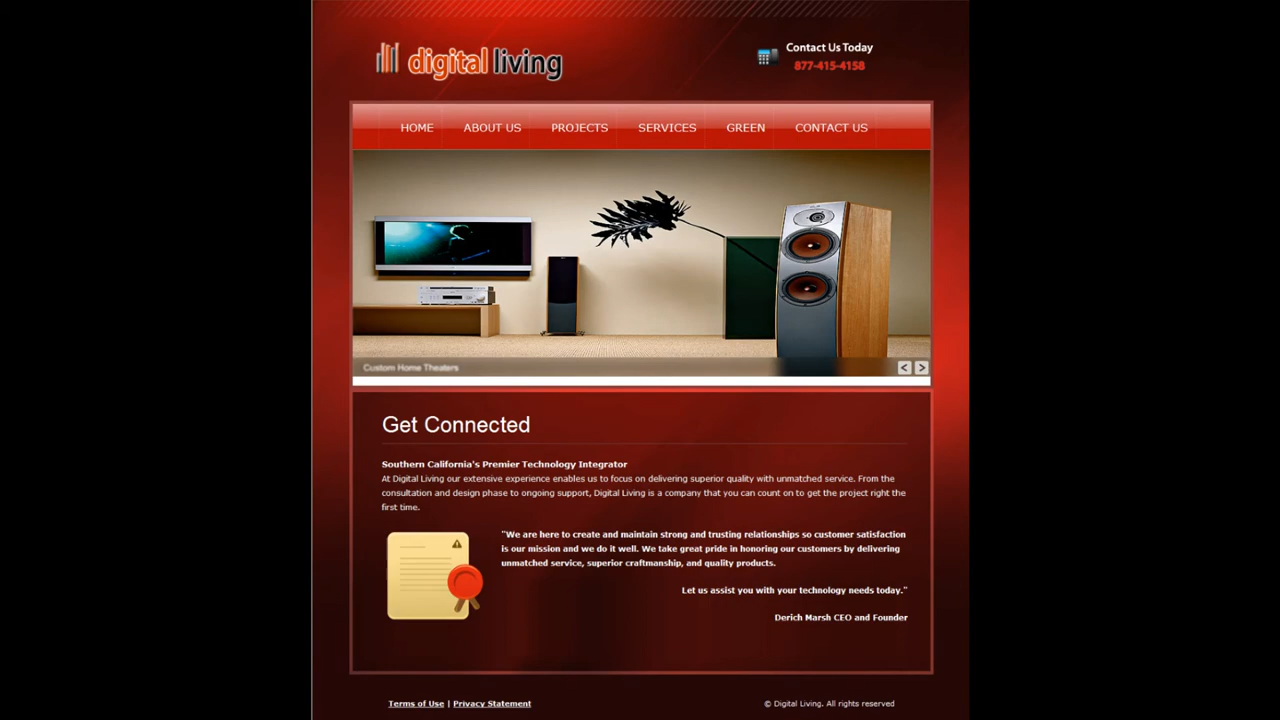 digital living
Contact Us Today
877-415-4158
HOME ABOUT US PROJECTS SERVICES GREEN CONTACT US
Custom Home Theaters
Get Connected
Southern California's Premier Technology Integrator
At Digital Living our extensive experience enables us to focus on delivering superior quality with unmatched service. From the
consultation and design phase to ongoing support, Digital Living is a company that you can count on to get the project right the
first time.
"We are here to create and maintain strong and trusting relationships so customer satisfaction
is our mission and we do it well. We take great pride in honoring our customers by delivering
unmatched service, superior craftmanship, and quality products.
Let us assist you with your technology needs today."
Derich Marsh CEO and Founder
Terms of Use | Privacy Statement
© Digital Living. All rights reserved